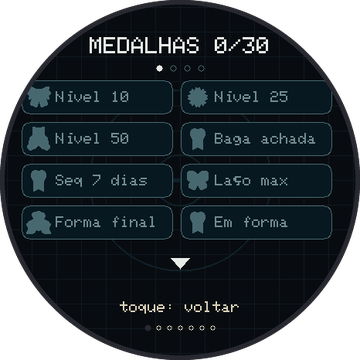 MEDALHAS 0/30
Nível 10
Nível 25
Nível 50
Baga achada
Seq 7 dias
Laço max
Forma final
Em forma
toque: voltar